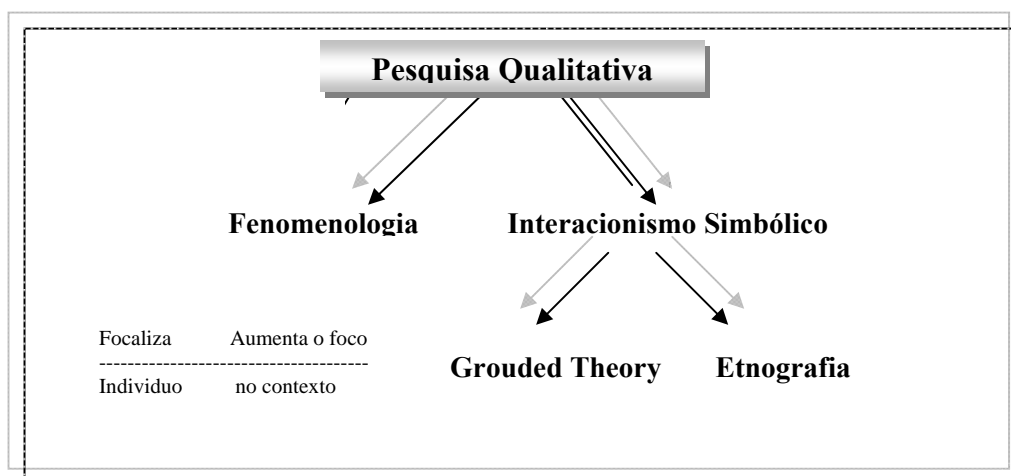 Pesquisa Qualitativa
Fenomenologia Interacionismo Simbólico
Focaliza Aumenta o foco
-------------------------------------
Individuo no contexto
Grouded Theory Etnografia